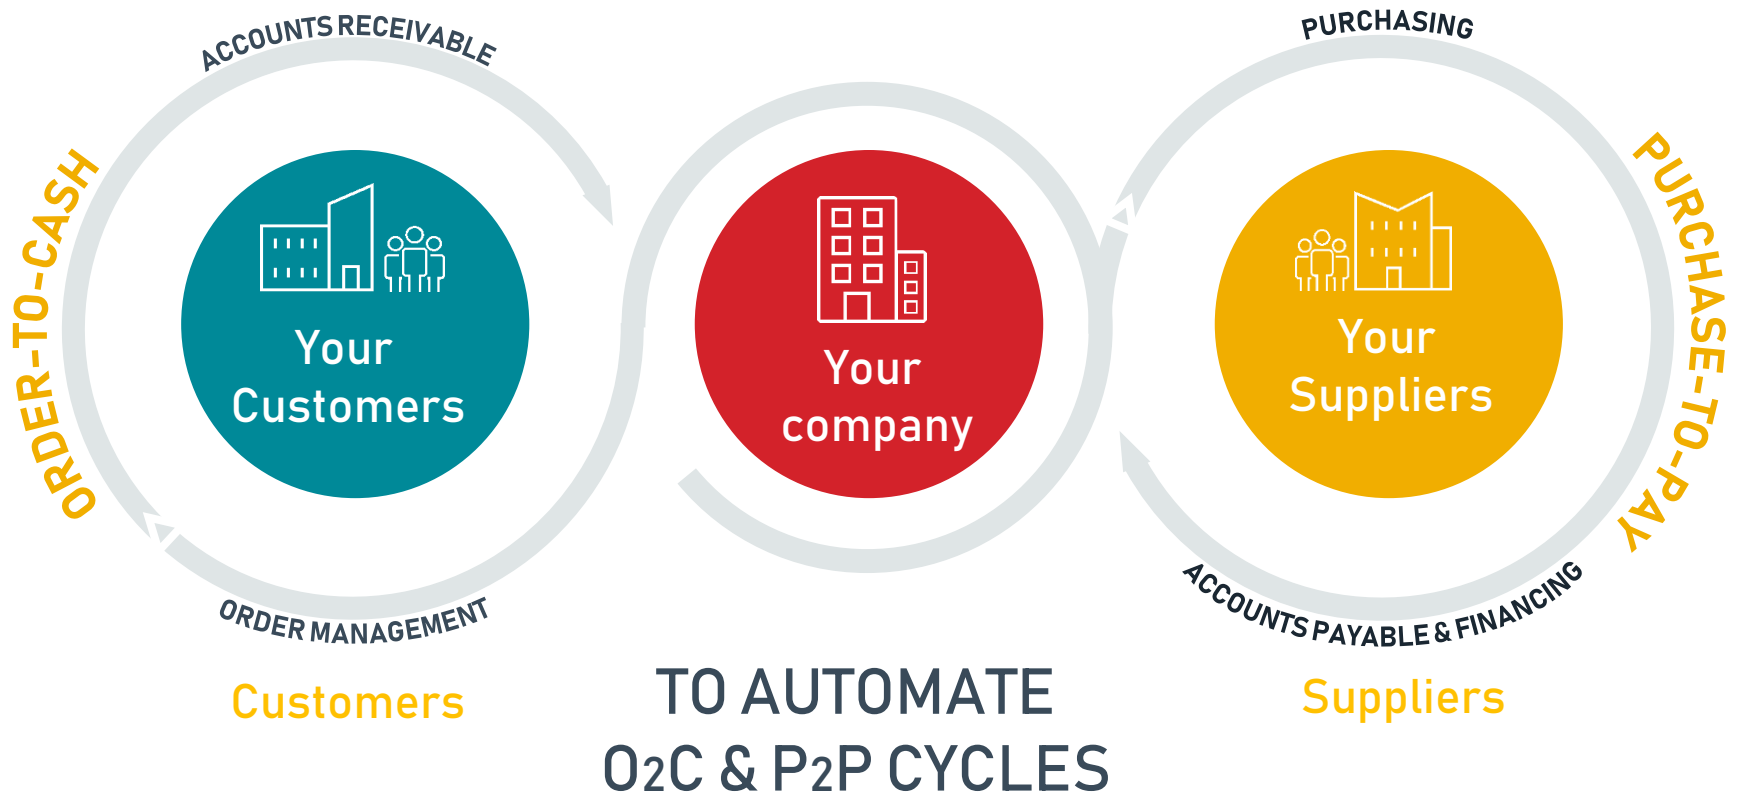 ACCOUNTS RECEIVABLE
ORDER-TO-CASH
Your
Customers
ORDER MANAGEMENT
Customers
Your
company
TO AUTOMATE
O2C & P2P CYCLES
PURCHASING
PURCHASE-TO-PAY
Your
Suppliers
ACCOUNTS PAYABLE & FINANCING
Suppliers